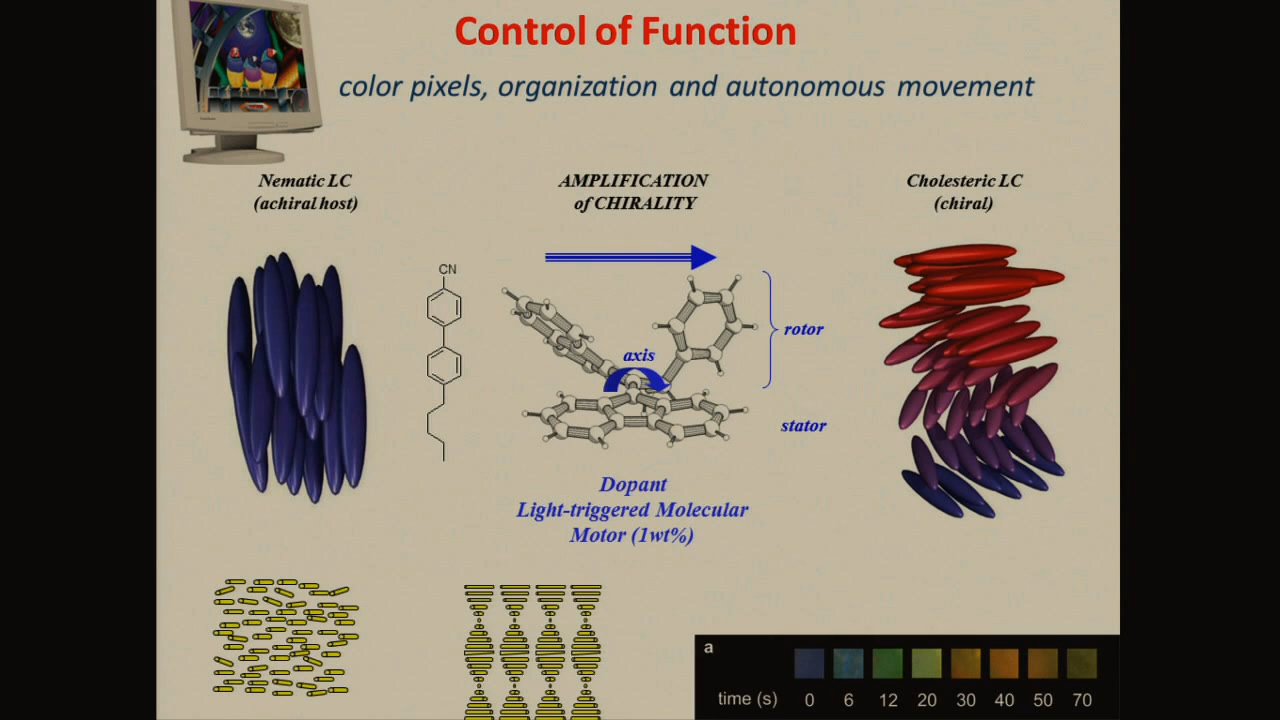 Control of Function
color pixels, organization and autonomous movement
Nematic LC
(achiral host)
AMPLIFICATION
of CHIRALITY
Cholesteric LC
(chiral)
CN
rotor
axis
stator
Dopant
Light-triggered Molecular
Motor (1wt%)
a
time (s) 0 6 12 20 30 40 50 70